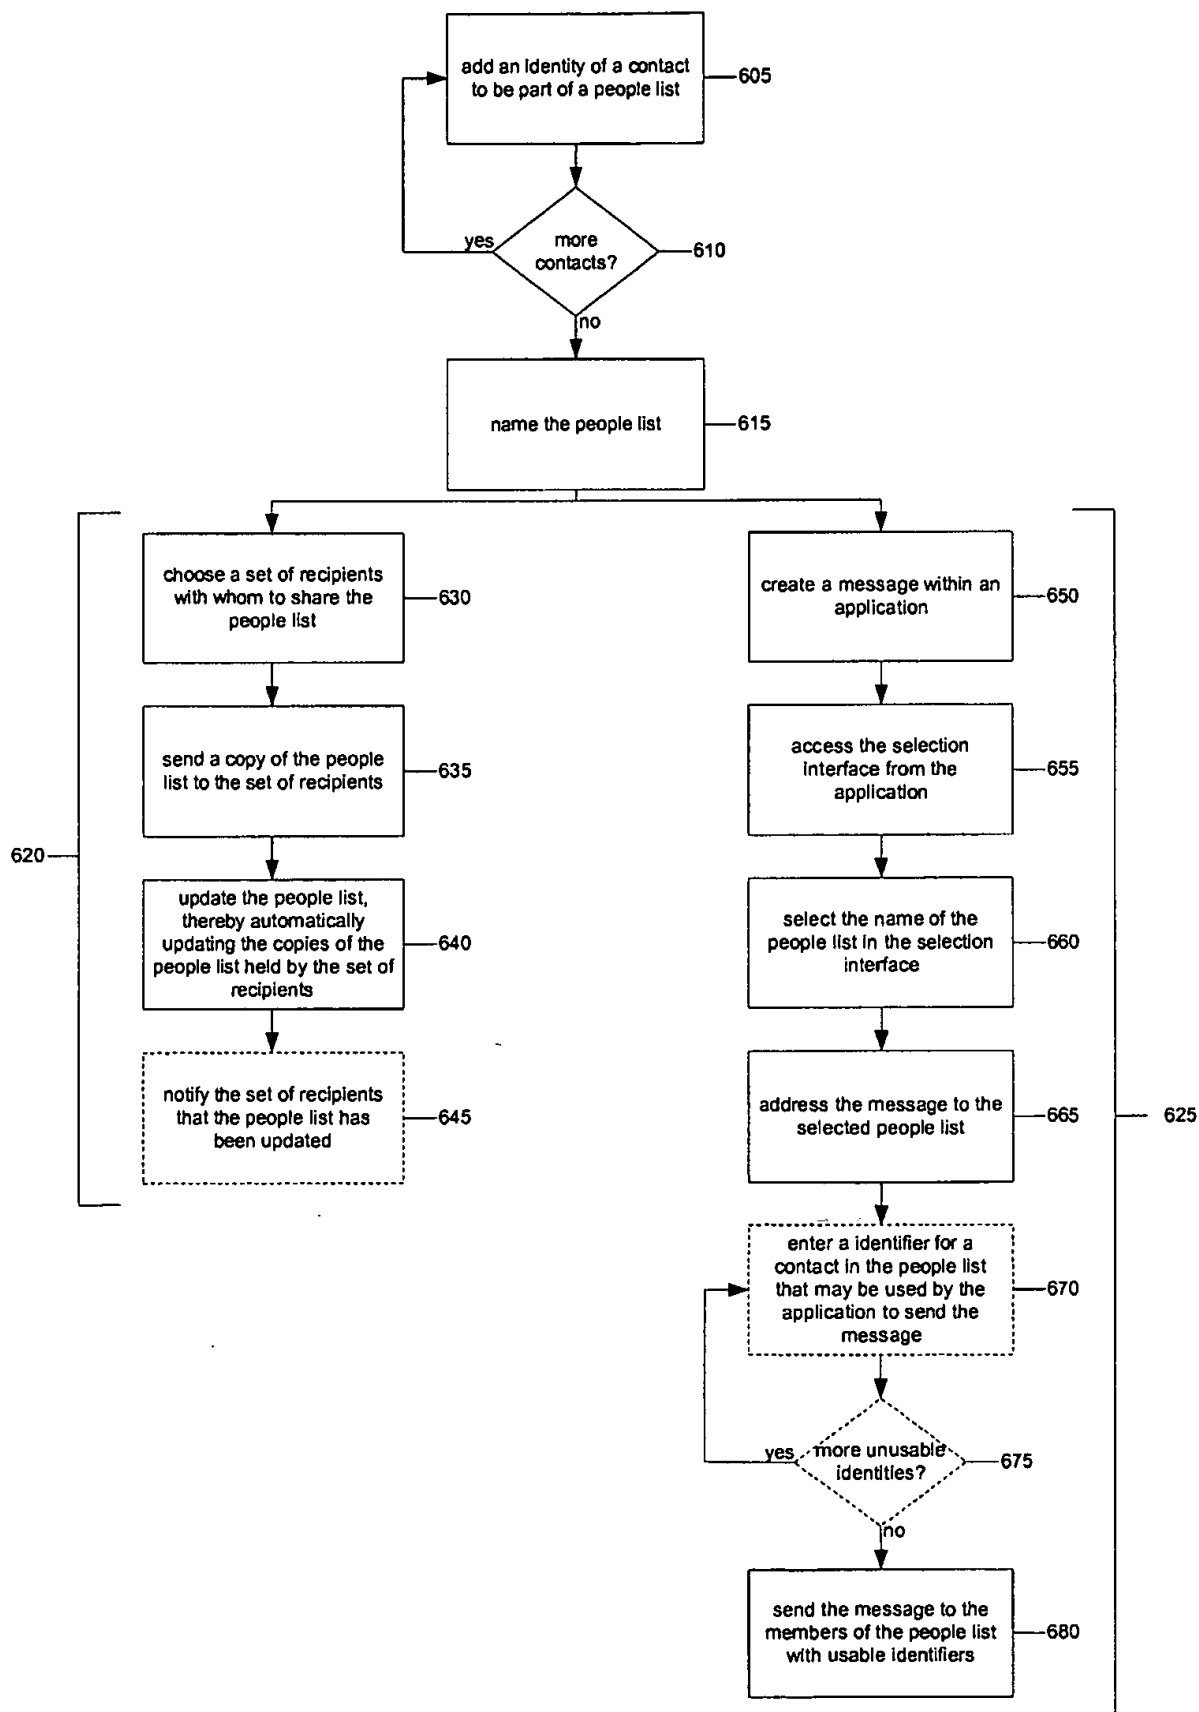 add an identity of a contact
to be part of a people list
605
more
contacts?
yes
610
no
name the people list
615
620
choose a set of recipients
with whom to share the
people list
630
send a copy of the people
list to the set of recipients
635
update the people list,
thereby automatically
updating the copies of the
people list held by the set of
recipients
640
notify the set of recipients
that the people list has
been updated
645
create a message within an
application
650
access the selection
interface from the
application
655
select the name of the
people list in the selection
interface
660
address the message to the
selected people list
665
625
enter a identifier for a
contact in the people list
that may be used by the
application to send the
message
670
yes
more unusable
identities?
675
no
send the message to the
members of the people list
with usable identifiers
680